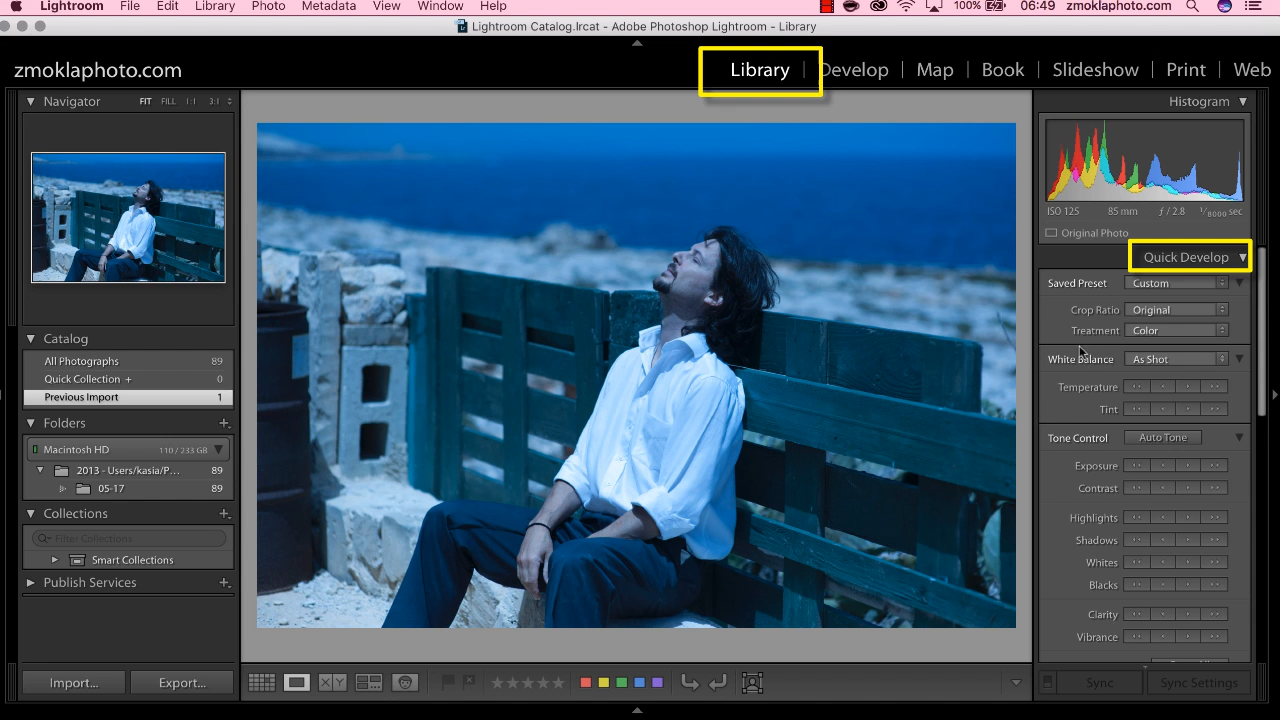 Lightroom File Edit Library Photo Metadata View Window Help 100% 06:49 zmoklaphoto.com
Lightroom Catalog.lrcat - Adobe Photoshop Lightroom - Library
zmoklaphoto.com
Library | Develop | Map | Book | Slideshow | Print | Web
Navigator FIT FILL 1:1 3:1
Catalog
All Photographs 89
Quick Collection + 0
Previous Import 1
Folders
Macintosh HD 110 / 233 GB
2013 - Users/kasia/P... 89
05-17 89
Collections
Filter Collections
Smart Collections
Publish Services
Import... Export...
X Y
Histogram
ISO 125 85 mm ƒ / 2.8 1/8000 sec
Original Photo
Quick Develop
Saved Preset Custom
Crop Ratio Original
Treatment Color
White Balance As Shot
Temperature
Tint
Tone Control Auto Tone
Exposure
Contrast
Highlights
Shadows
Whites
Blacks
Clarity
Vibrance
Sync Sync Settings